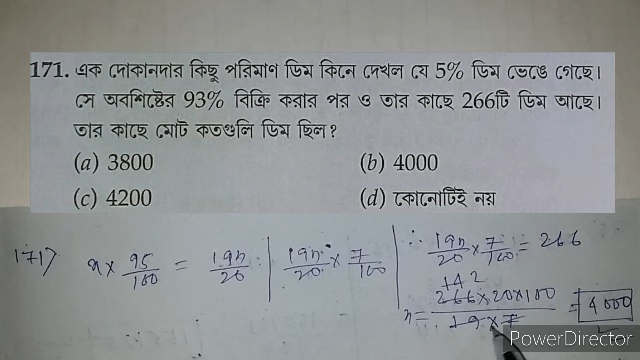 171. এক দোকানদার কিছু পরিমাণ ডিম কিনে দেখল যে 5% ডিম ভেঙে গেছে।
সে অবশিষ্টের 93% বিক্রি করার পর ও তার কাছে 266টি ডিম আছে।
তার কাছে মোট কতগুলি ডিম ছিল?
(a) 3800 (b) 4000
(c) 4200 (d) কোনোটিই নয়
171) x × 95/100 = 19x/20 | 19x/20 × 7/100 | ∴ 19x/20 × 7/100 = 266
14 2
x = 266×20×100 / 19×7 = 4000
PowerDirector